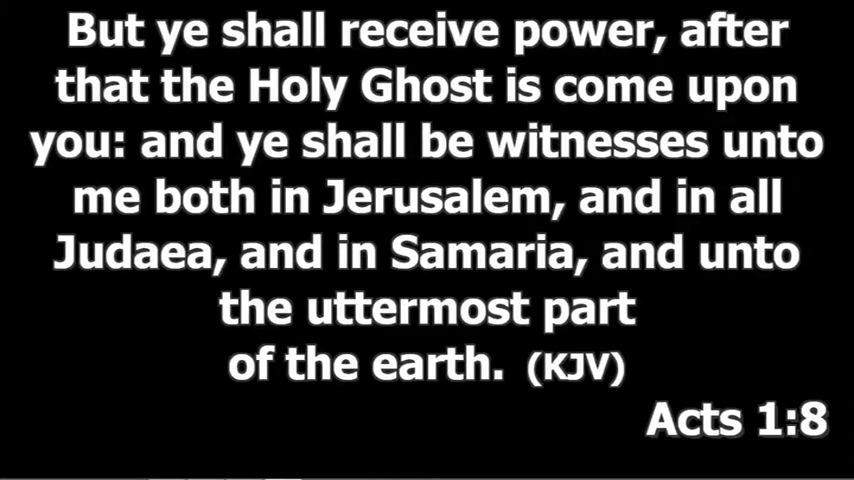 But ye shall receive power, after
that the Holy Ghost is come upon
you: and ye shall be witnesses unto
me both in Jerusalem, and in all
Judaea, and in Samaria, and unto
the uttermost part
of the earth. (KJV)
Acts 1:8